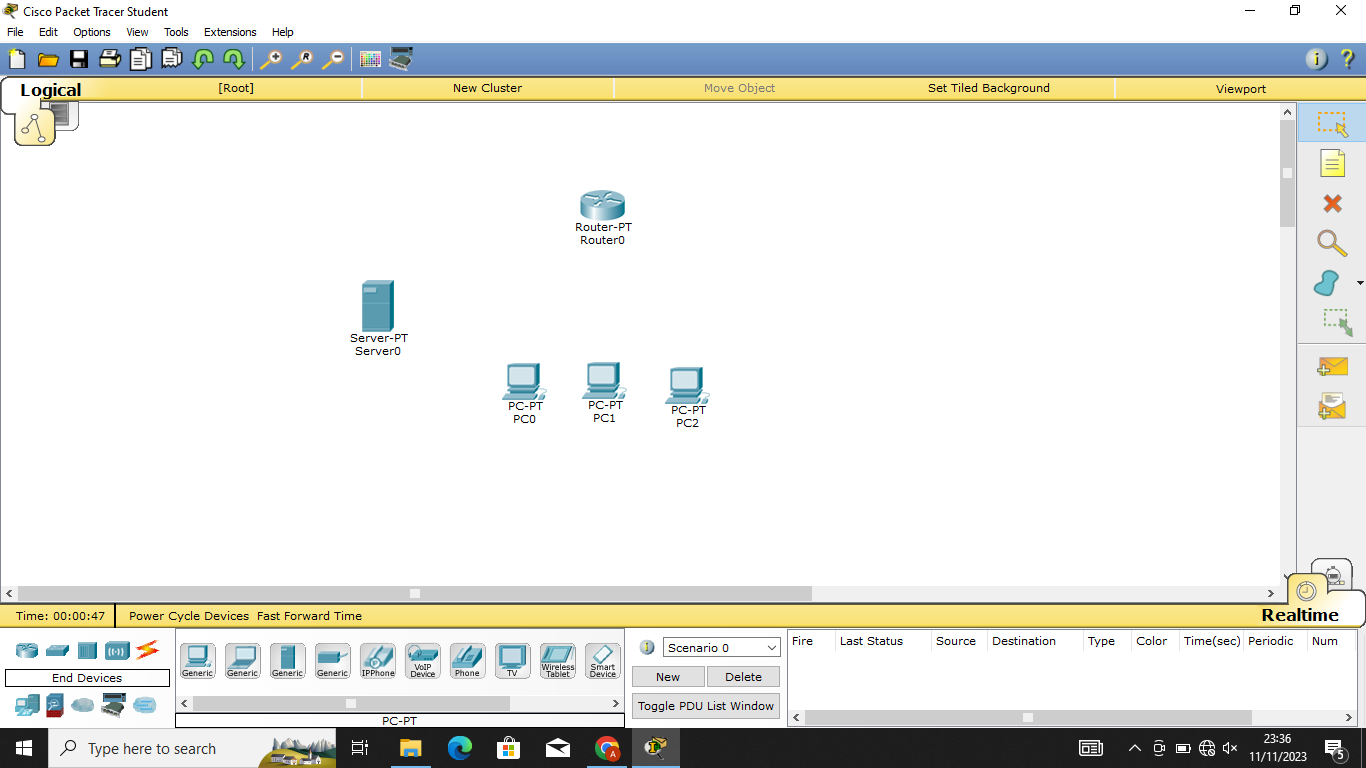 Cisco Packet Tracer Student
File Edit Options View Tools Extensions Help
Logical [Root] New Cluster Move Object Set Tiled Background Viewport
Router-PT
Router0
Server-PT
Server0
PC-PT
PC0
PC-PT
PC1
PC-PT
PC2
Time: 00:00:47 Power Cycle Devices Fast Forward Time Realtime
End Devices
Generic Generic Generic Generic IPPhone VoIP Device Phone TV Wireless Tablet Smart Device
PC-PT
Scenario 0
New Delete
Toggle PDU List Window
Fire Last Status Source Destination Type Color Time(sec) Periodic Num
Type here to search
23:36
11/11/2023
5